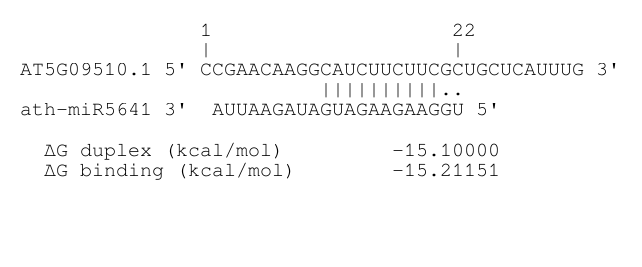 1 22
| |
AT5G09510.1 5' CCGAACAAGGCAUCUUCUUCGCUGCUCAUUUG 3'
||||||||||..
ath-miR5641 3' AUUAAGAUAGUAGAAGAAGGU 5'
ΔG duplex (kcal/mol) -15.10000
ΔG binding (kcal/mol) -15.21151